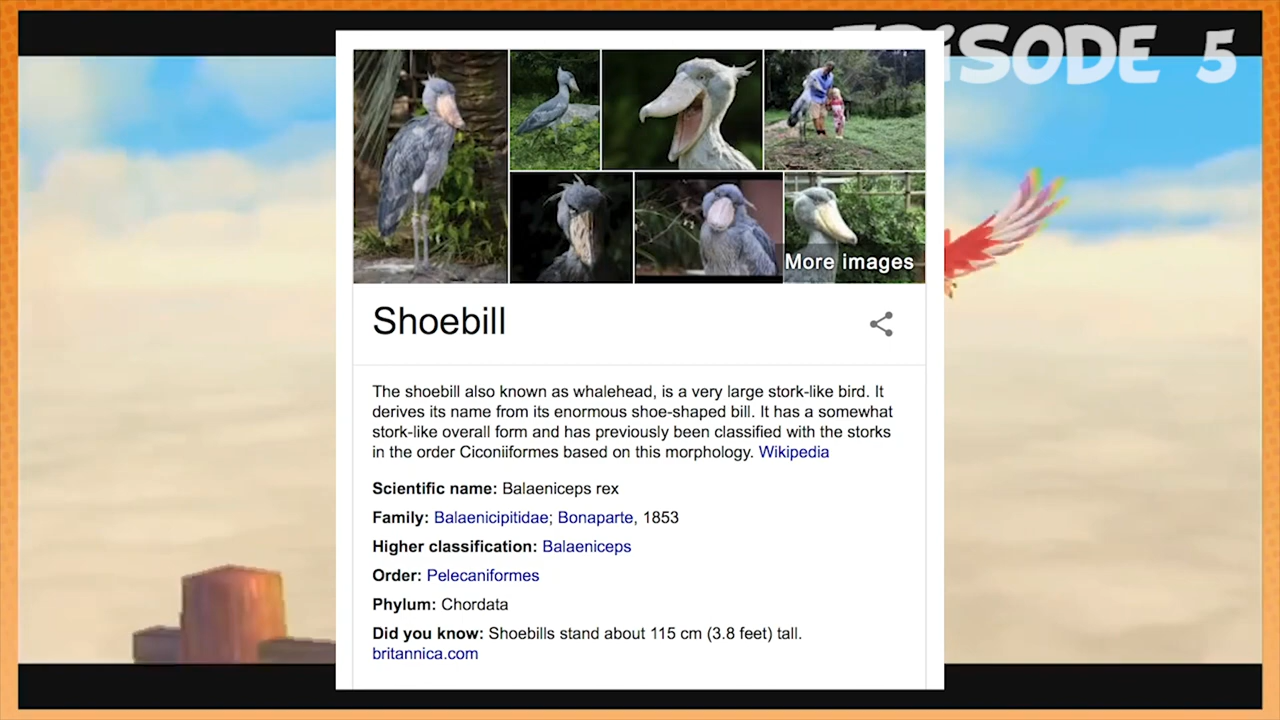 EPISODE 5
More images
Shoebill
The shoebill also known as whalehead, is a very large stork-like bird. It
derives its name from its enormous shoe-shaped bill. It has a somewhat
stork-like overall form and has previously been classified with the storks
in the order Ciconiiformes based on this morphology. Wikipedia
Scientific name: Balaeniceps rex
Family: Balaenicipitidae; Bonaparte, 1853
Higher classification: Balaeniceps
Order: Pelecaniformes
Phylum: Chordata
Did you know: Shoebills stand about 115 cm (3.8 feet) tall.
britannica.com